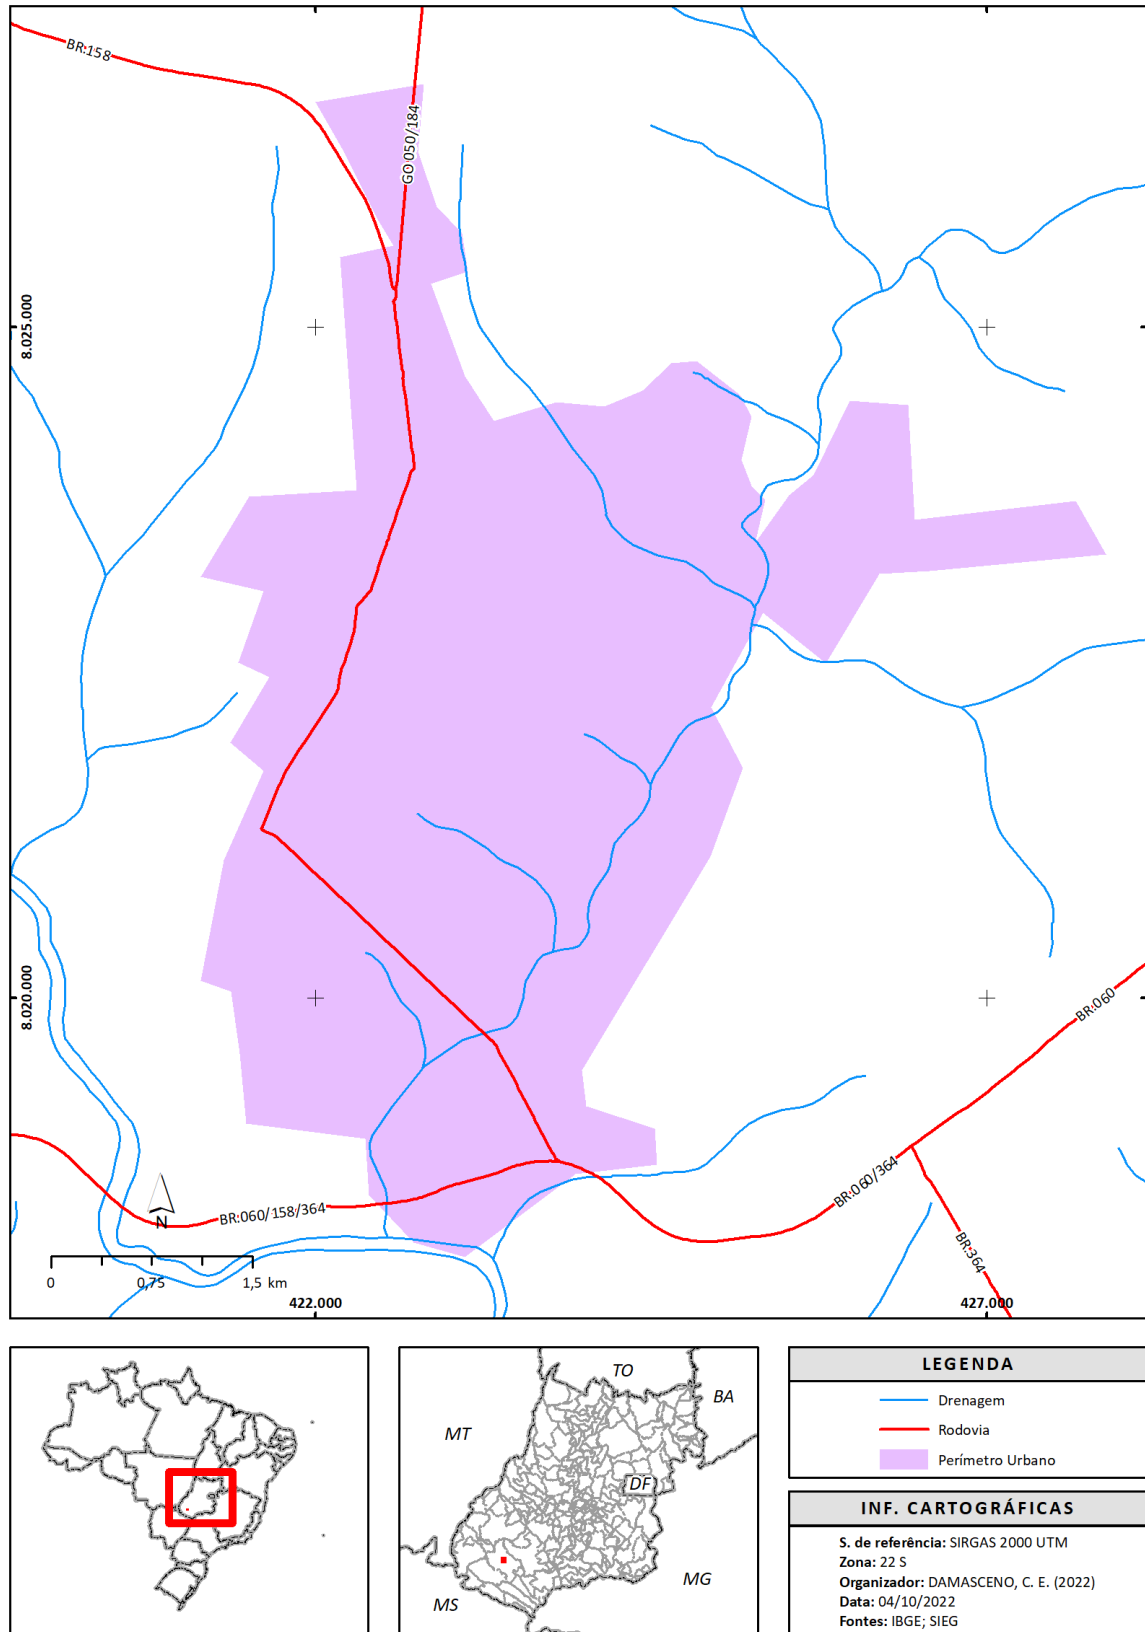 BR:158
GO 050/184
8.025.000
8.020.000
BR:060
BR:060/364
BR:060/158/364
BR:364
N
0 0,75 1,5 km
422.000 427.000
TO
BA
MT
DF
MG
MS
LEGENDA
Drenagem
Rodovia
Perímetro Urbano
INF. CARTOGRÁFICAS
S. de referência: SIRGAS 2000 UTM
Zona: 22 S
Organizador: DAMASCENO, C. E. (2022)
Data: 04/10/2022
Fontes: IBGE; SIEG